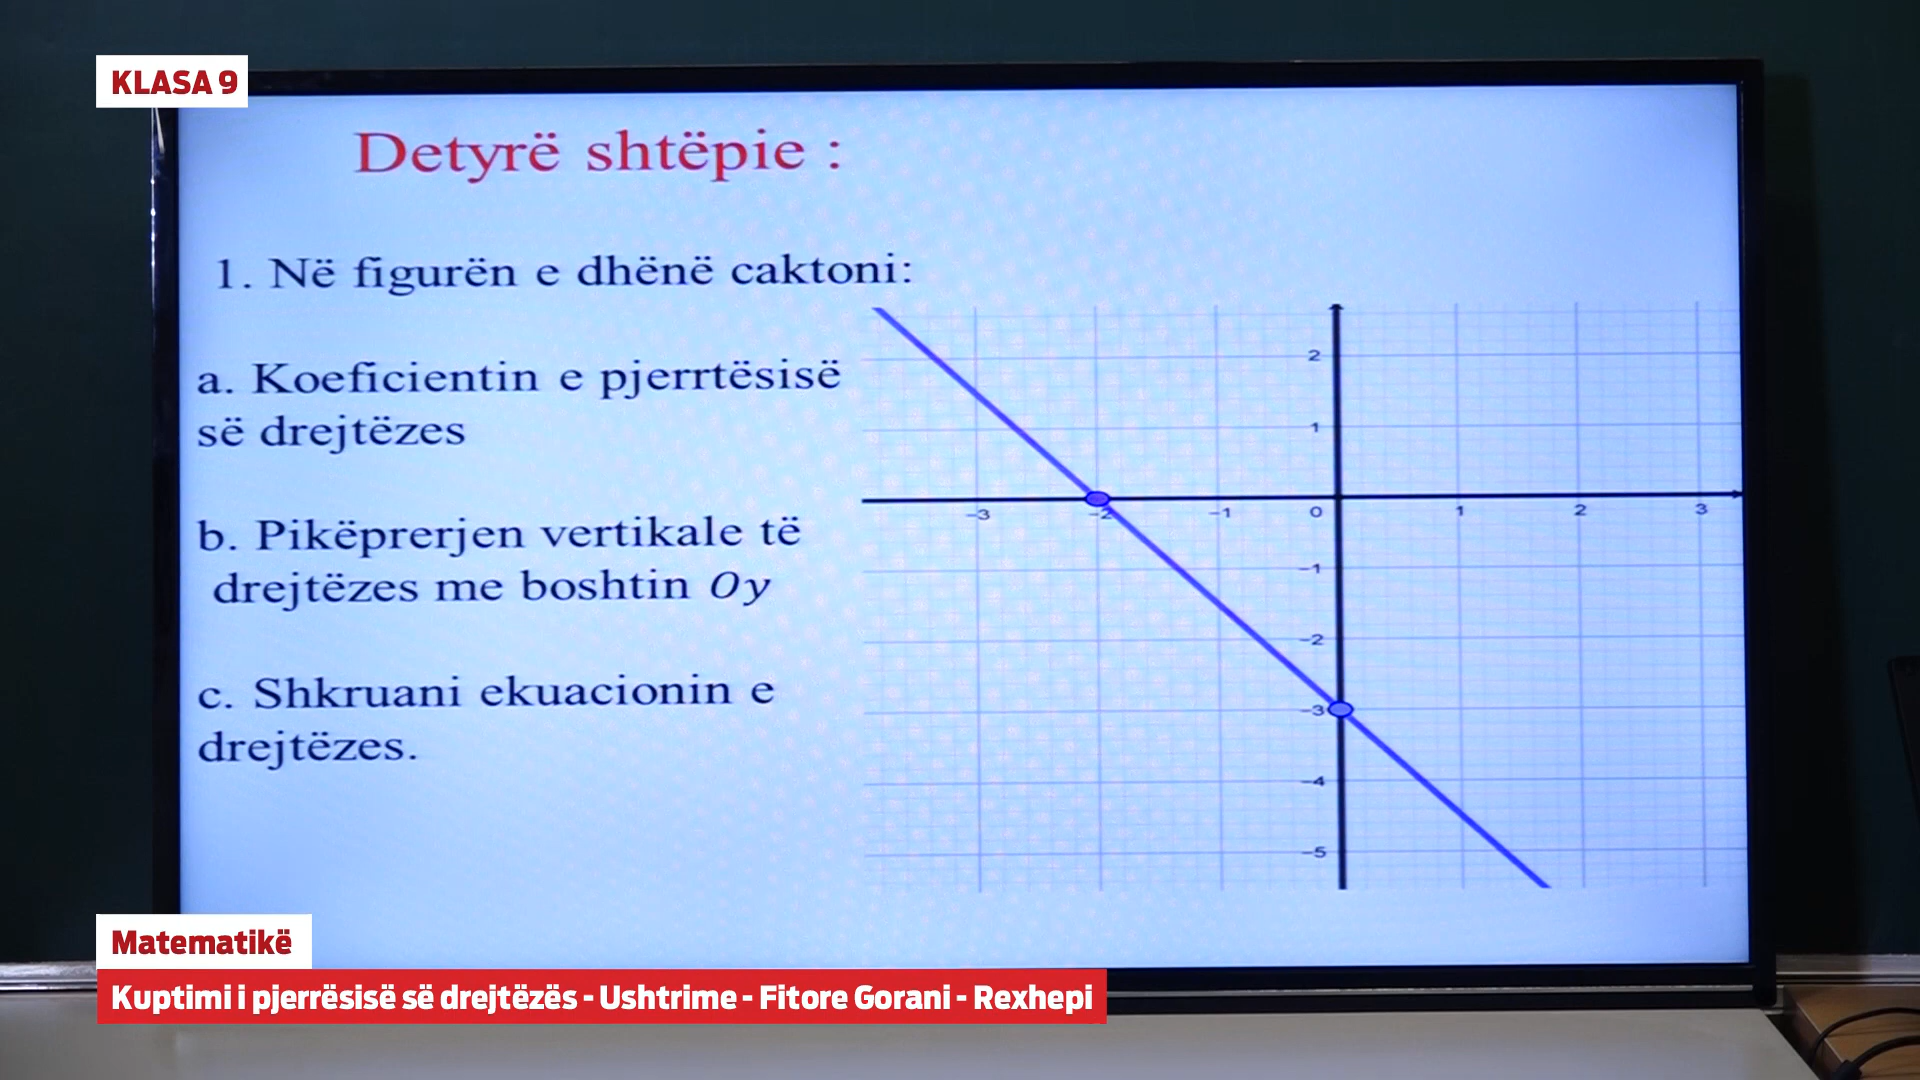 KLASA 9
Detyrë shtëpie :
1. Në figurën e dhënë caktoni:
a. Koeficientin e pjerrtësisë
së drejtëzes
b. Pikëprerjen vertikale të
drejtëzes me boshtin Oy
c. Shkruani ekuacionin e
drejtëzes.
2
1
-3 -2 -1 0 1 2 3
-1
-2
-3
-4
-5
Matematikë
Kuptimi i pjerrësisë së drejtëzës - Ushtrime - Fitore Gorani - Rexhepi